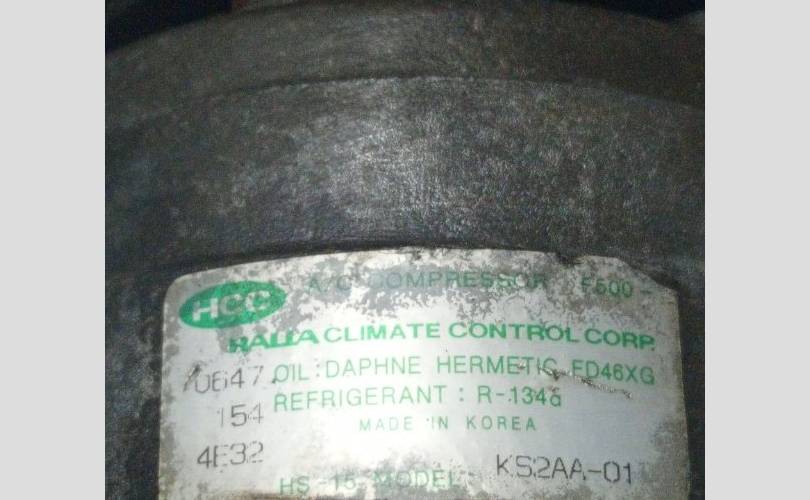 HCC A/C COMPRESSOR F500
HALLA CLIMATE CONTROL CORP.
70647 OIL : DAPHNE HERMETIC FD46XG
154 REFRIGERANT : R-134a
MADE IN KOREA
4E32
HS-15 MODEL KS2AA-01